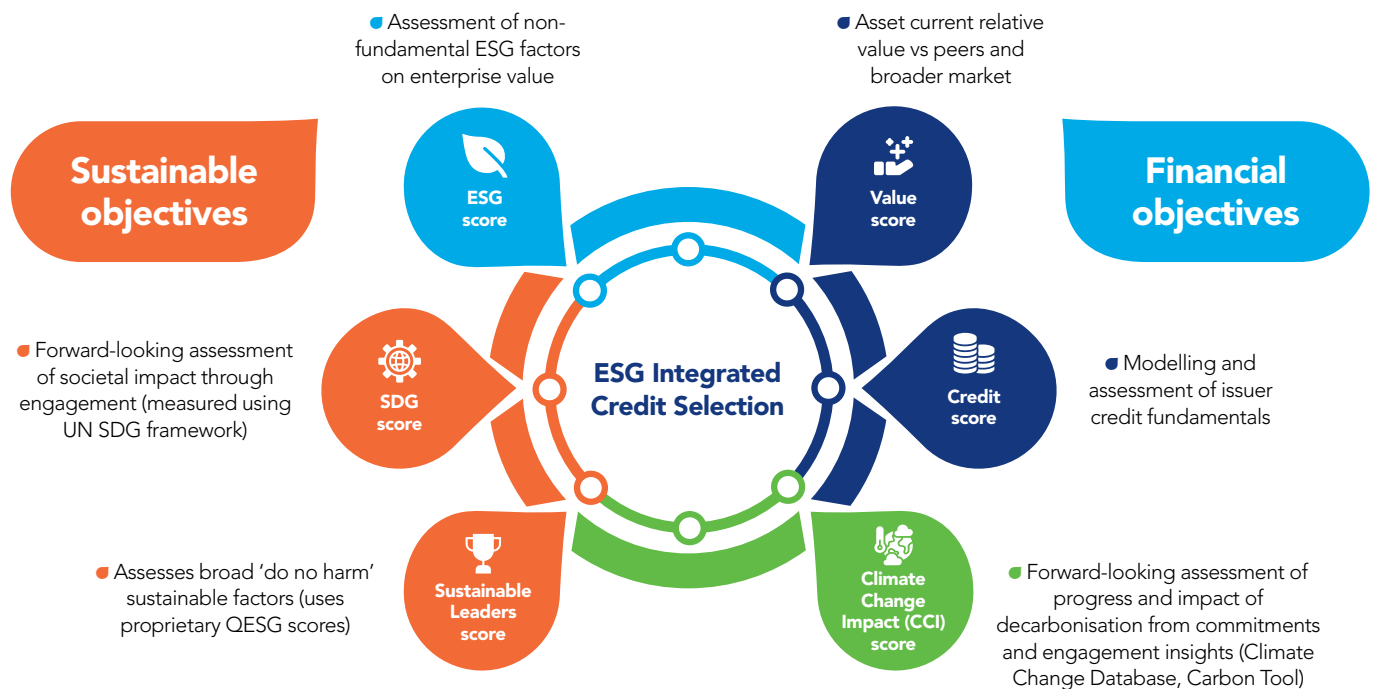 Assessment of non-
fundamental ESG factors
on enterprise value
Asset current relative
value vs peers and
broader market
Sustainable
objectives
ESG
score
Value
score
Financial
objectives
Forward-looking assessment
of societal impact through
engagement (measured using
UN SDG framework)
SDG
score
ESG Integrated
Credit Selection
Credit
score
Modelling and
assessment of issuer
credit fundamentals
Assesses broad ‘do no harm’
sustainable factors (uses
proprietary QESG scores)
Sustainable
Leaders
score
Climate
Change
Impact (CCI)
score
Forward-looking assessment of
progress and impact of
decarbonisation from commitments
and engagement insights (Climate
Change Database, Carbon Tool)